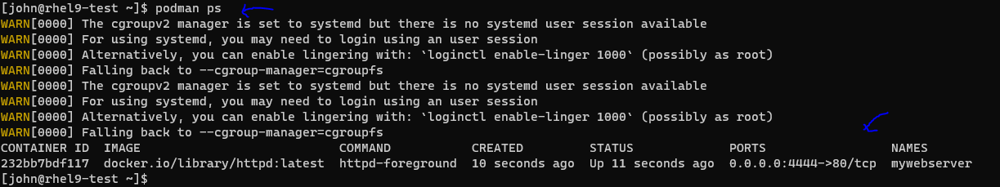 [john@rhel9-test ~]$ podman ps
WARN[0000] The cgroupv2 manager is set to systemd but there is no systemd user session available
WARN[0000] For using systemd, you may need to login using an user session
WARN[0000] Alternatively, you can enable lingering with: `loginctl enable-linger 1000` (possibly as root)
WARN[0000] Falling back to --cgroup-manager=cgroupfs
WARN[0000] The cgroupv2 manager is set to systemd but there is no systemd user session available
WARN[0000] For using systemd, you may need to login using an user session
WARN[0000] Alternatively, you can enable lingering with: `loginctl enable-linger 1000` (possibly as root)
WARN[0000] Falling back to --cgroup-manager=cgroupfs
CONTAINER ID  IMAGE                           COMMAND           CREATED         STATUS            PORTS                 NAMES
232bb7bdf117  docker.io/library/httpd:latest  httpd-foreground  10 seconds ago  Up 11 seconds ago  0.0.0.0:4444->80/tcp  mywebserver
[john@rhel9-test ~]$